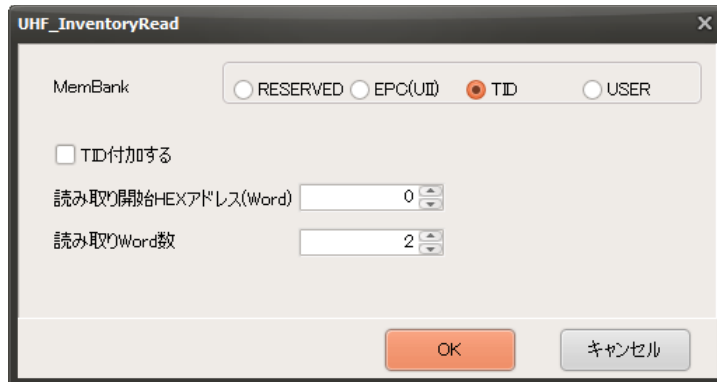 UHF_InventoryRead
MemBank RESERVED EPC(UII) TID USER
TID付加する
読み取り開始HEXアドレス(Word) 0
読み取りWord数 2
OK キャンセル